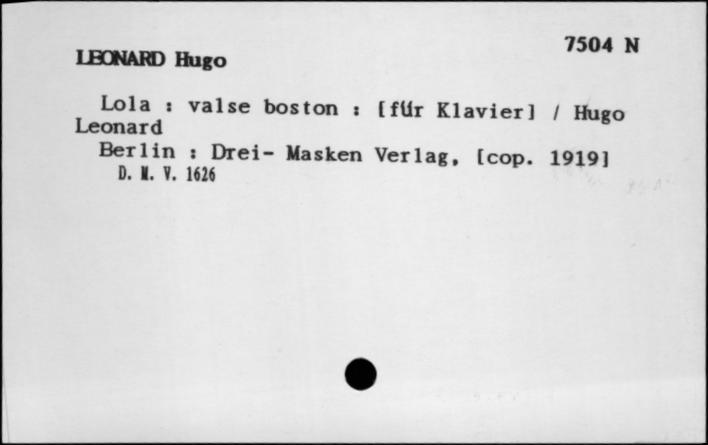 7504 N
LEONARD Hugo
Lola : valse boston : [für Klavier] / Hugo
Leonard
Berlin : Drei- Masken Verlag, [cop. 1919]
D. M. V. 1626